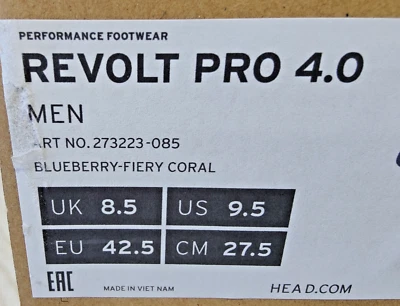 PERFORMANCE FOOTWEAR
REVOLT PRO 4.0
MEN
ART NO. 273223-085
BLUEBERRY-FIERY CORAL
UK 8.5 US 9.5
EU 42.5 CM 27.5
EAC MADE IN VIET NAM HEAD.COM